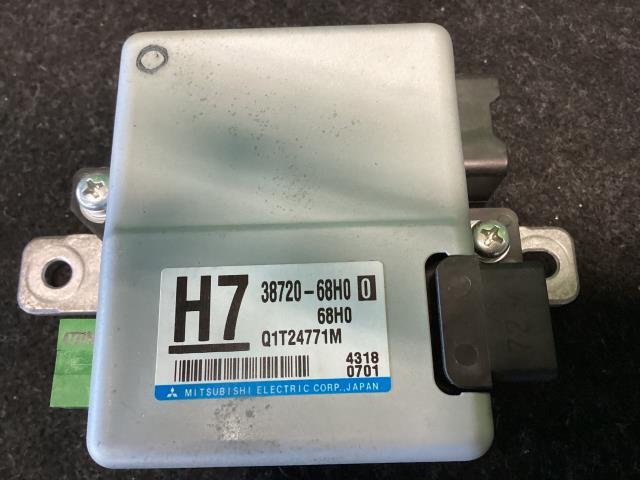 H7
38720-68H0 0
68H0
Q1T24771M
4318
0701
MITSUBISHI ELECTRIC CORP., JAPAN